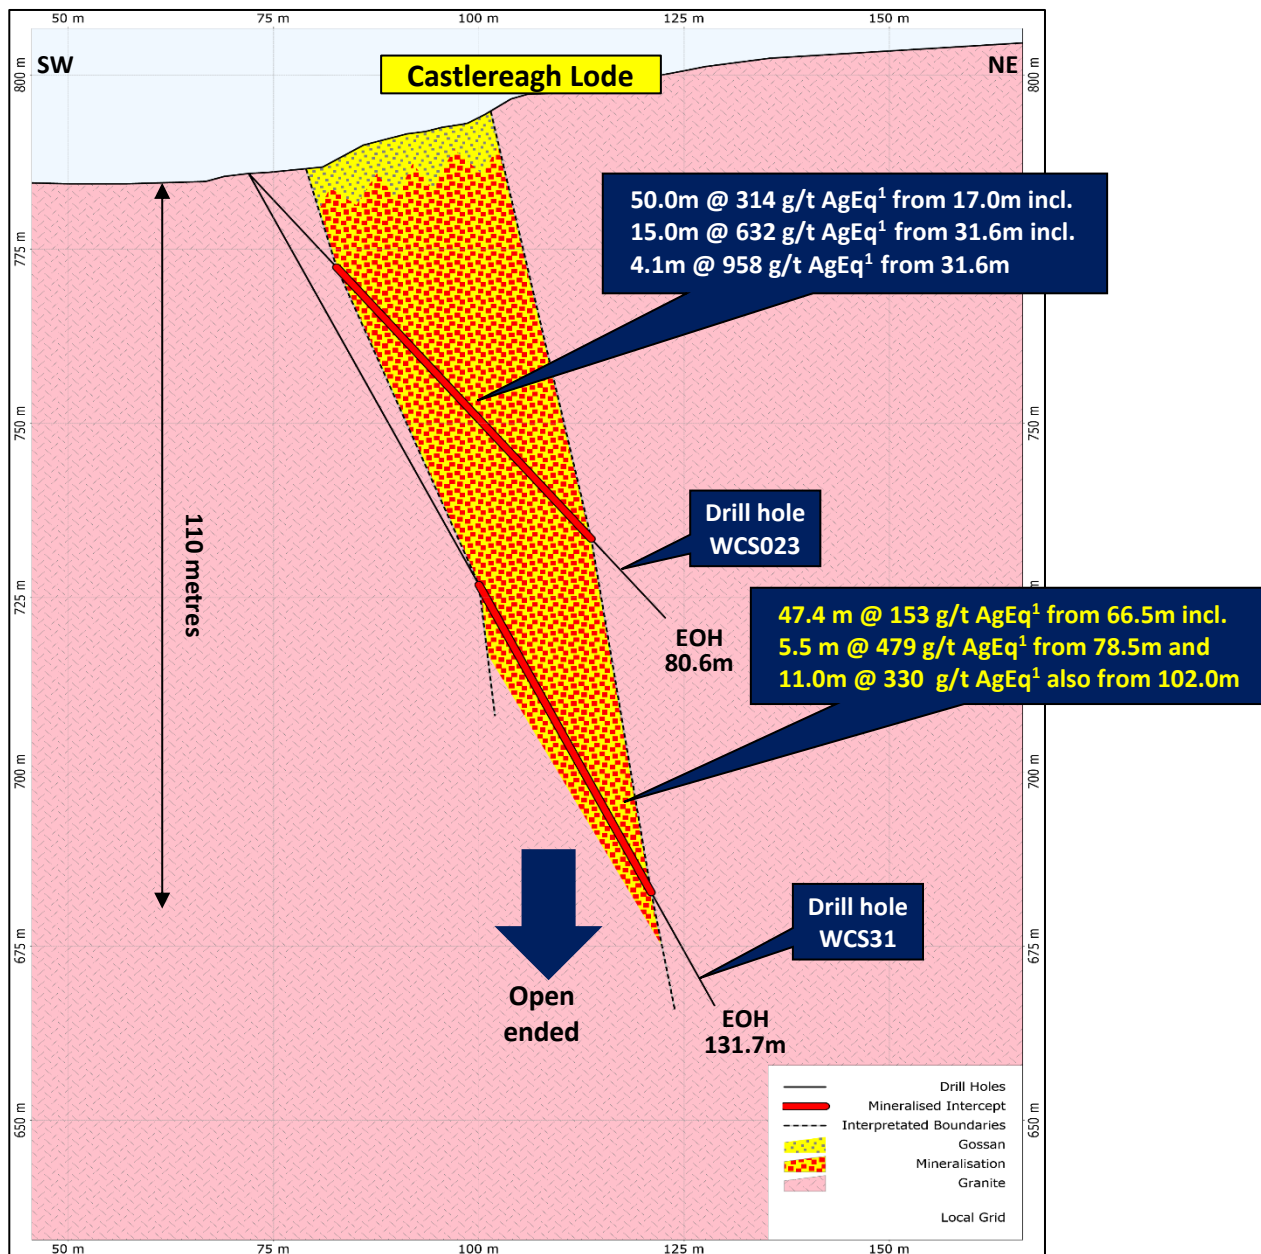 50 m 75 m 100 m 125 m 150 m
SW
NE
Castlereagh Lode
800 m
800 m
50.0m @ 314 g/t AgEq¹ from 17.0m incl.
15.0m @ 632 g/t AgEq¹ from 31.6m incl.
4.1m @ 958 g/t AgEq¹ from 31.6m
775 m
775 m
750 m
750 m
Drill hole
WCS023
110 metres
725 m
EOH
80.6m
47.4 m @ 153 g/t AgEq¹ from 66.5m incl.
5.5 m @ 479 g/t AgEq¹ from 78.5m and
11.0m @ 330 g/t AgEq¹ also from 102.0m
700 m
700 m
Drill hole
WCS31
675 m
675 m
Open
ended
EOH
131.7m
650 m
650 m
Drill Holes
Mineralised Intercept
Interpretated Boundaries
Gossan
Mineralisation
Granite
Local Grid
50 m 75 m 100 m 125 m 150 m